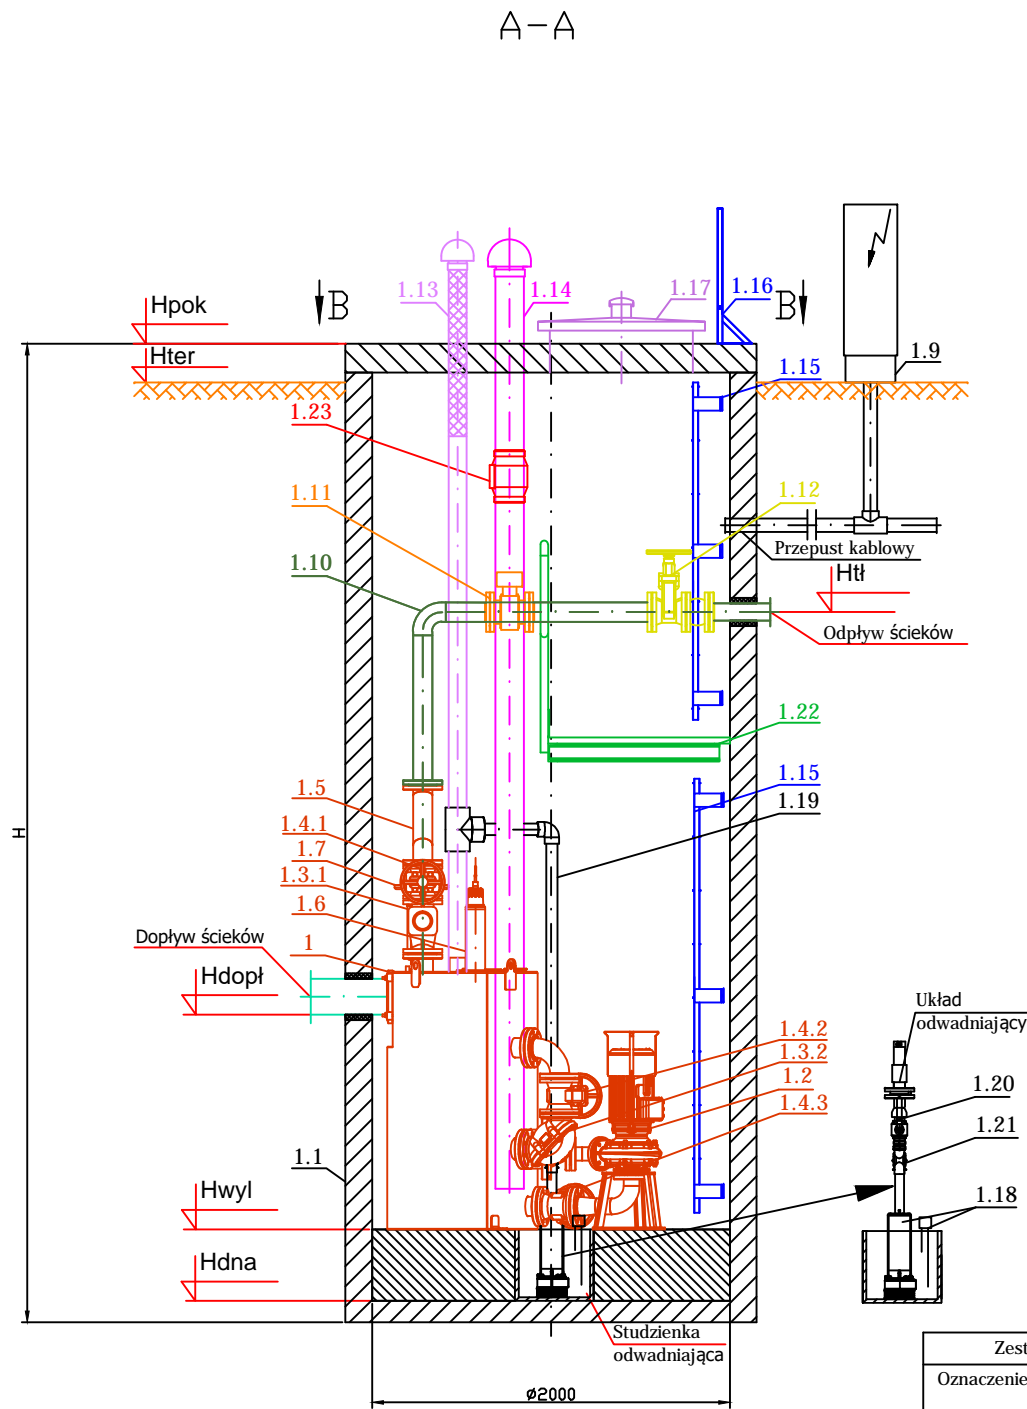 A-A
Hpok
B
1.13
1.14
1.17
1.16
B
Hter
1.9
1.15
1.23
1.11
1.12
Przepust kablowy
1.10
Htł
Odpływ ścieków
1.22
1.5
1.15
1.4.1
1.19
1.7
1.3.1
1.6
H
Dopływ ścieków
1
Hdopł
Układ
odwadniający
1.4.2
1.3.2
1.2
1.20
1.4.3
1.21
1.1
Hwyl
1.18
Hdna
Studzienka
odwadniająca
Zest
Oznaczenie
ø2000